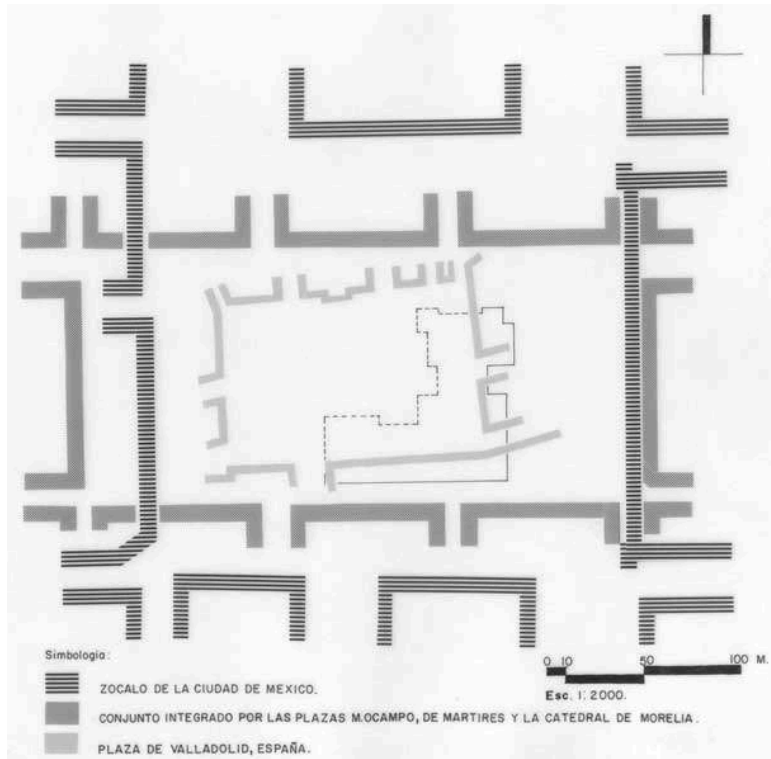 Simbología:
ZOCALO DE LA CIUDAD DE MEXICO.
CONJUNTO INTEGRADO POR LAS PLAZAS M.OCAMPO, DE MARTIRES Y LA CATEDRAL DE MORELIA.
PLAZA DE VALLADOLID, ESPAÑA.
0 10 50 100 M.
Esc. 1:2000.